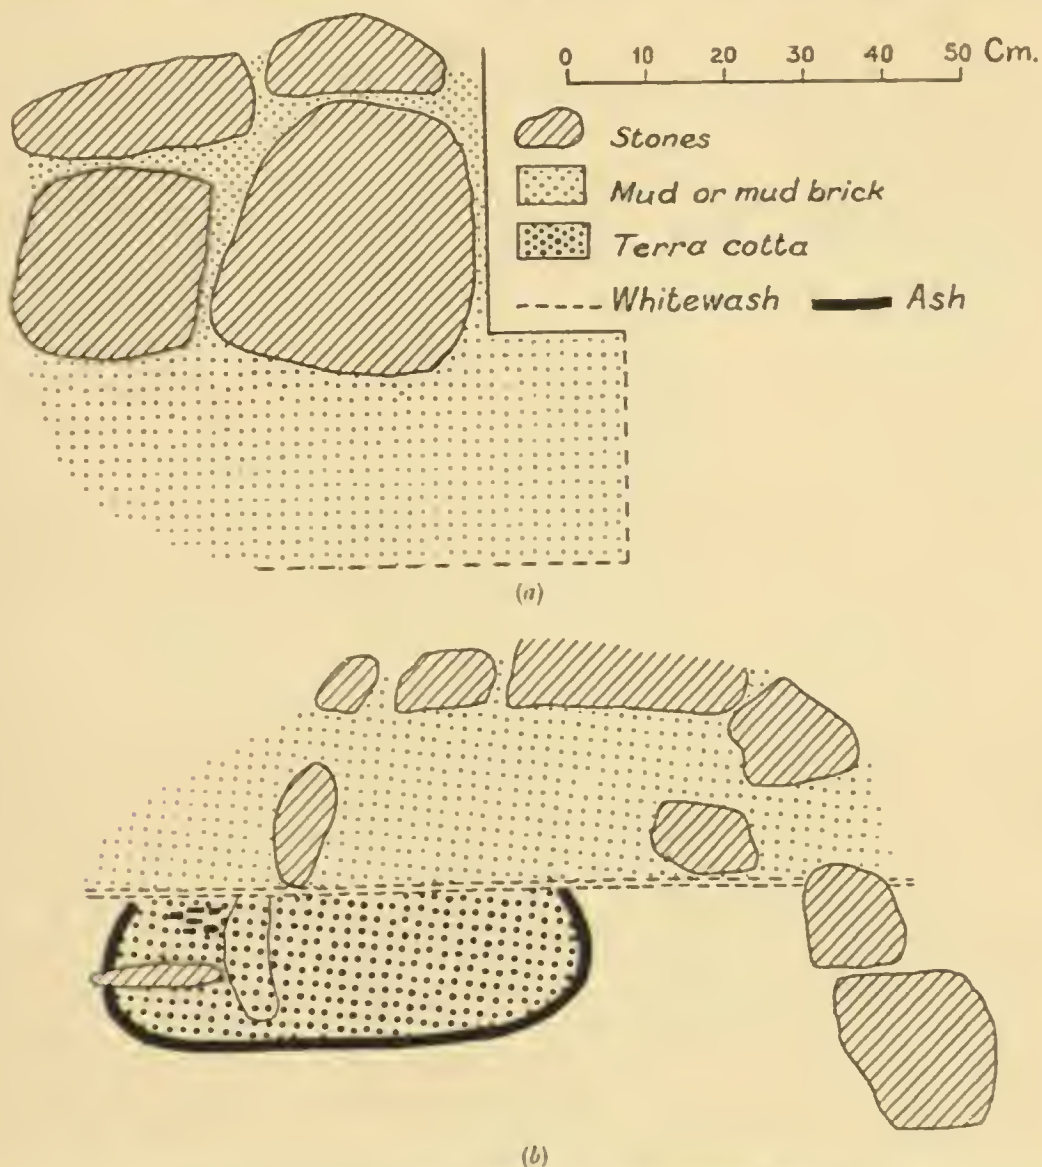 0 10 20 30 40 50 Cm.
Stones
Mud or mud brick
Terra cotta
Whitewash Ash
(a)
(b)